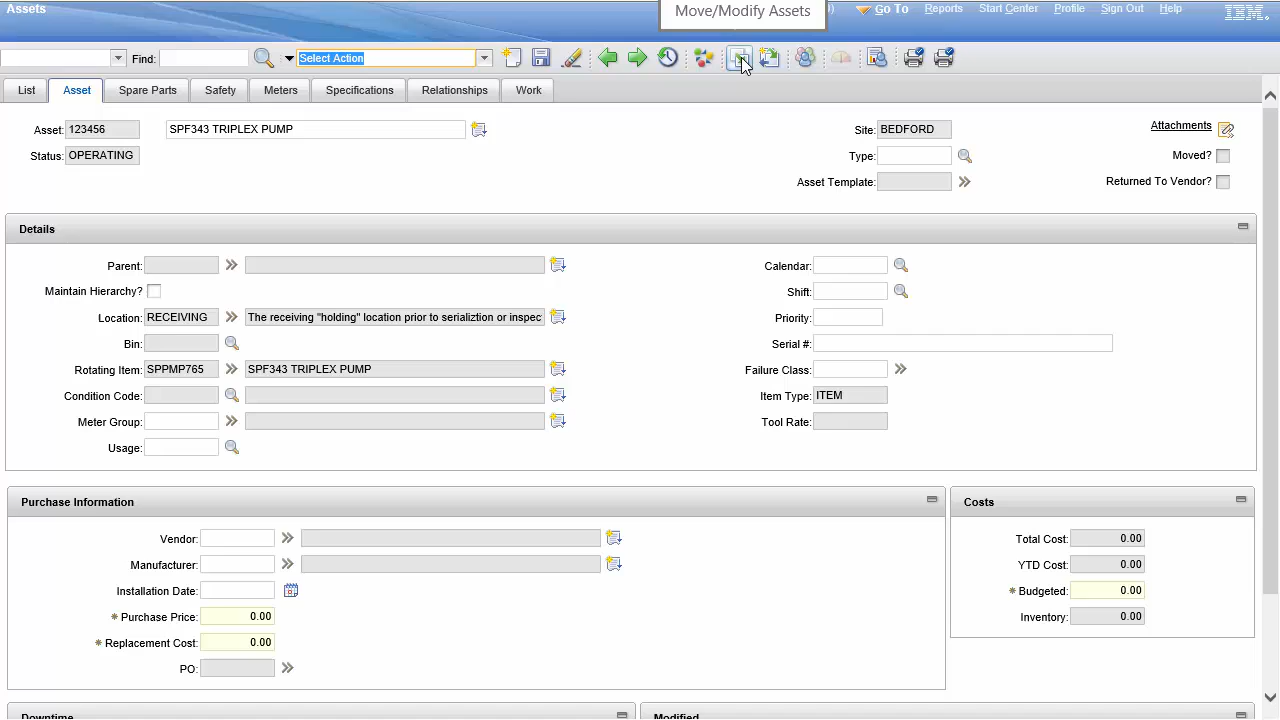 Assets
Move/Modify Assets
)
Go To
Reports
Start Center
Profile
Sign Out
Help
IBM
Find:
Select Action
List
Asset
Spare Parts
Safety
Meters
Specifications
Relationships
Work
Asset: 123456
SPF343 TRIPLEX PUMP
Site: BEDFORD
Attachments
Status: OPERATING
Type:
Moved?
Asset Template:
Returned To Vendor?
Details
Parent:
Calendar:
Maintain Hierarchy?
Shift:
Location: RECEIVING
The receiving "holding" location prior to serializtion or inspec
Priority:
Bin:
Serial #:
Rotating Item: SPPMP765
SPF343 TRIPLEX PUMP
Failure Class:
Condition Code:
Item Type: ITEM
Meter Group:
Tool Rate:
Usage:
Purchase Information
Costs
Vendor:
Total Cost: 0.00
Manufacturer:
YTD Cost: 0.00
Installation Date:
* Budgeted: 0.00
* Purchase Price: 0.00
Inventory: 0.00
* Replacement Cost: 0.00
PO:
Downtime
Modified